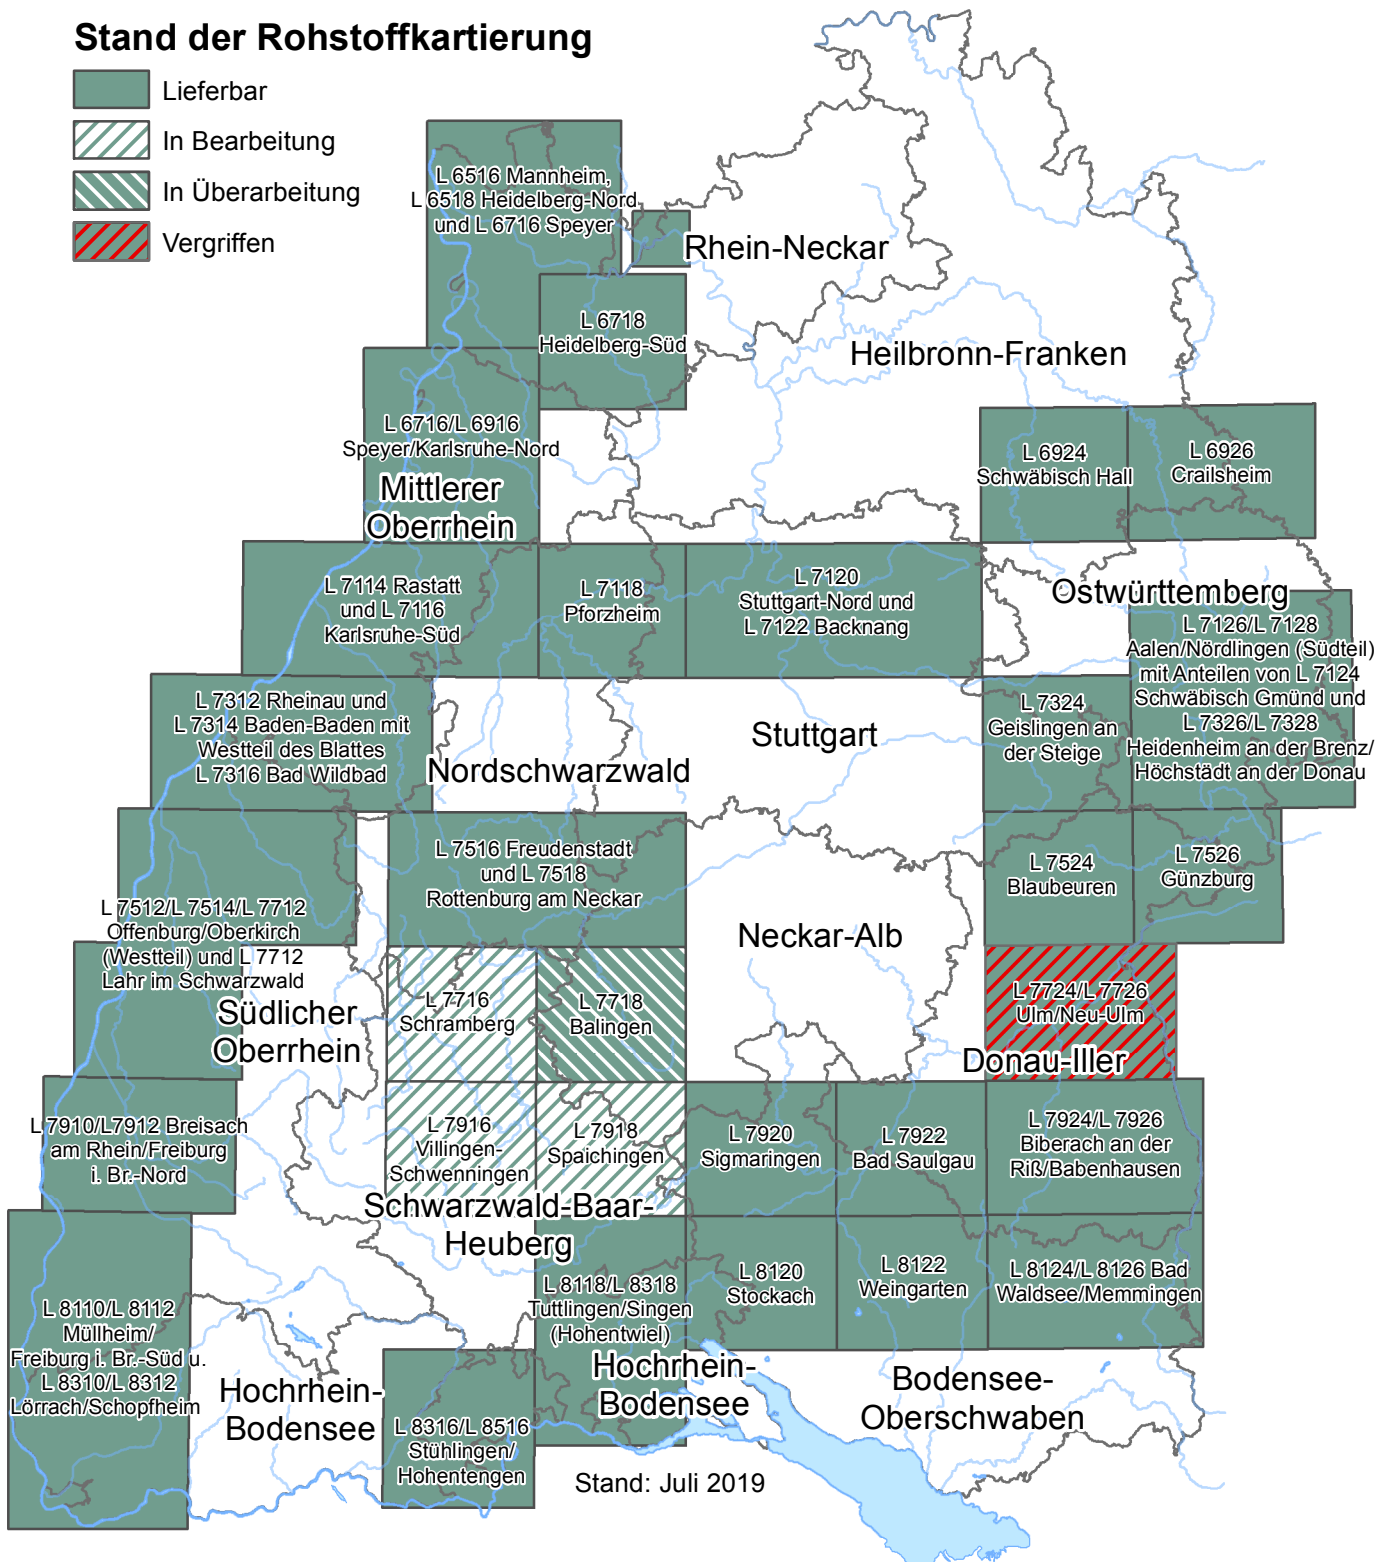 Stand der Rohstoffkartierung
Lieferbar
In Bearbeitung
In Überarbeitung
Vergriffen
L 6516 Mannheim,
L 6518 Heidelberg-Nord
und L 6716 Speyer
Rhein-Neckar
L 6718
Heidelberg-Süd
Heilbronn-Franken
L 6716/L 6916
Speyer/Karlsruhe-Nord
Mittlerer
Oberrhein
L 6924
Schwäbisch Hall
L 6926
Crailsheim
L 7114 Rastatt
und L 7116
Karlsruhe-Süd
L 7118
Pforzheim
L 7120
Stuttgart-Nord und
L 7122 Backnang
Ostwürttemberg
L 7126/L 7128
Aalen/Nördlingen (Südteil)
mit Anteilen von L 7124
Schwäbisch Gmünd und
L 7326/L 7328
Heidenheim an der Brenz/
Höchstädt an der Donau
L 7312 Rheinau und
L 7314 Baden-Baden mit
Westteil des Blattes
L 7316 Bad Wildbad
Nordschwarzwald
Stuttgart
L 7324
Geislingen an
der Steige
L 7516 Freudenstadt
und L 7518
Rottenburg am Neckar
L 7524
Blaubeuren
L 7526
Günzburg
L 7512/L 7514/L 7712
Offenburg/Oberkirch
(Westteil) und L 7712
Lahr im Schwarzwald
Südlicher
Oberrhein
Neckar-Alb
L 7716
Schramberg
L 7718
Balingen
L 7724/L 7726
Ulm/Neu-Ulm
Donau-Iller
L 7910/L7912 Breisach
am Rhein/Freiburg
i. Br.-Nord
L 7916
Villingen-
Schwenningen
L 7918
Spaichingen
L 7920
Sigmaringen
L 7922
Bad Saulgau
L 7924/L 7926
Biberach an der
Riß/Babenhausen
Schwarzwald-Baar-
Heuberg
L 8110/L 8112
Müllheim/
Freiburg i. Br.-Süd u.
L 8310/L 8312
Lörrach/Schopfheim
L 8118/L 8318
Tuttlingen/Singen
(Hohentwiel)
L 8120
Stockach
L 8122
Weingarten
L 8124/L 8126 Bad
Waldsee/Memmingen
Hochrhein-
Bodensee
Hochrhein-
Bodensee
Bodensee-
Oberschwaben
L 8316/L 8516
Stühlingen/
Hohentengen
Stand: Juli 2019